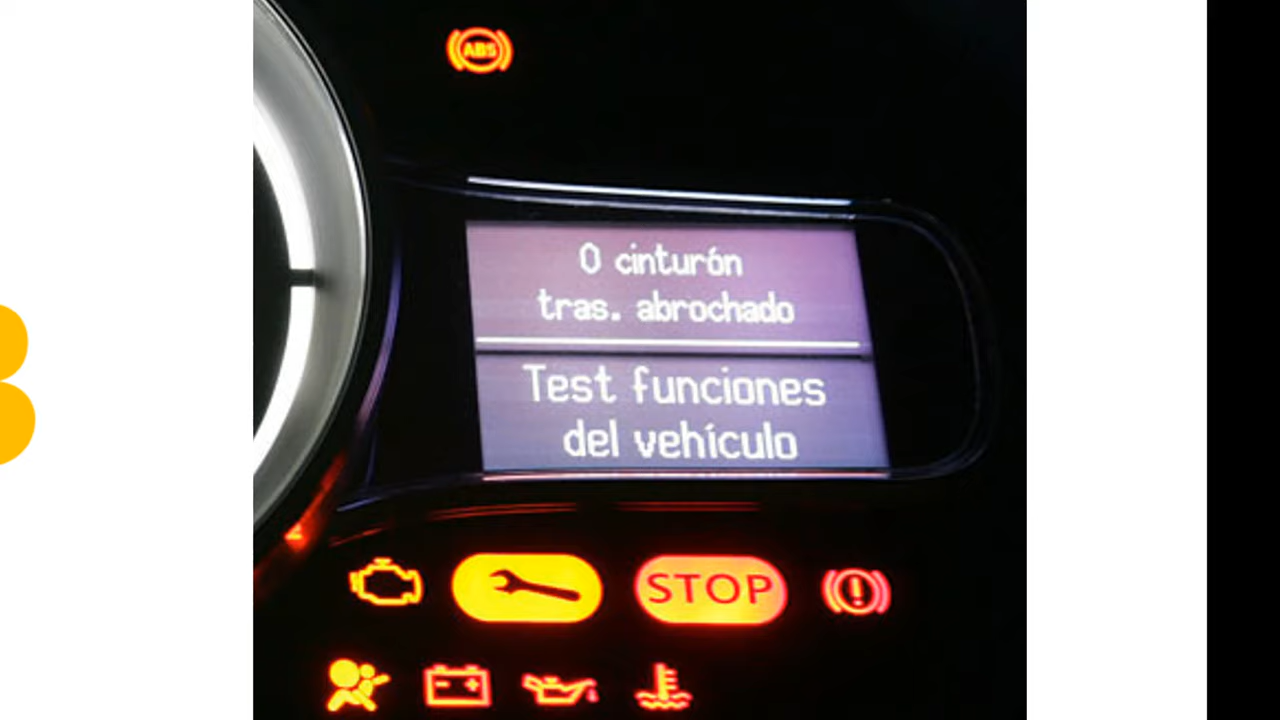 ABS
0 cinturón
tras. abrochado
Test funciones
del vehículo
STOP